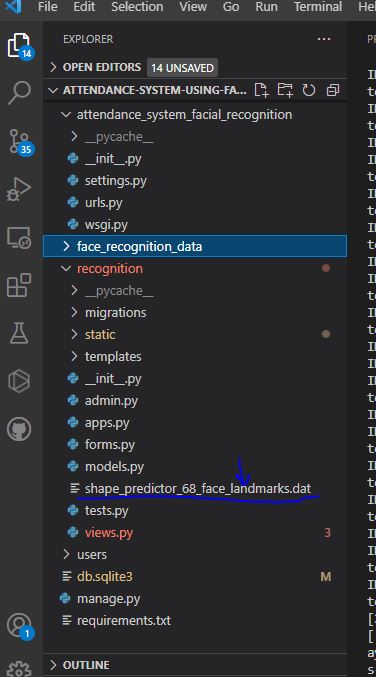 File Edit Selection View Go Run Terminal Hel
EXPLORER
14
OPEN EDITORS 14 UNSAVED
ATTENDANCE-SYSTEM-USING-FA...
attendance_system_facial_recognition
__pycache__
35
__init__.py
settings.py
urls.py
wsgi.py
face_recognition_data
recognition
__pycache__
migrations
static
templates
__init__.py
admin.py
apps.py
forms.py
models.py
shape_predictor_68_face_landmarks.dat
tests.py
views.py 3
users
db.sqlite3 M
manage.py
1
requirements.txt
OUTLINE